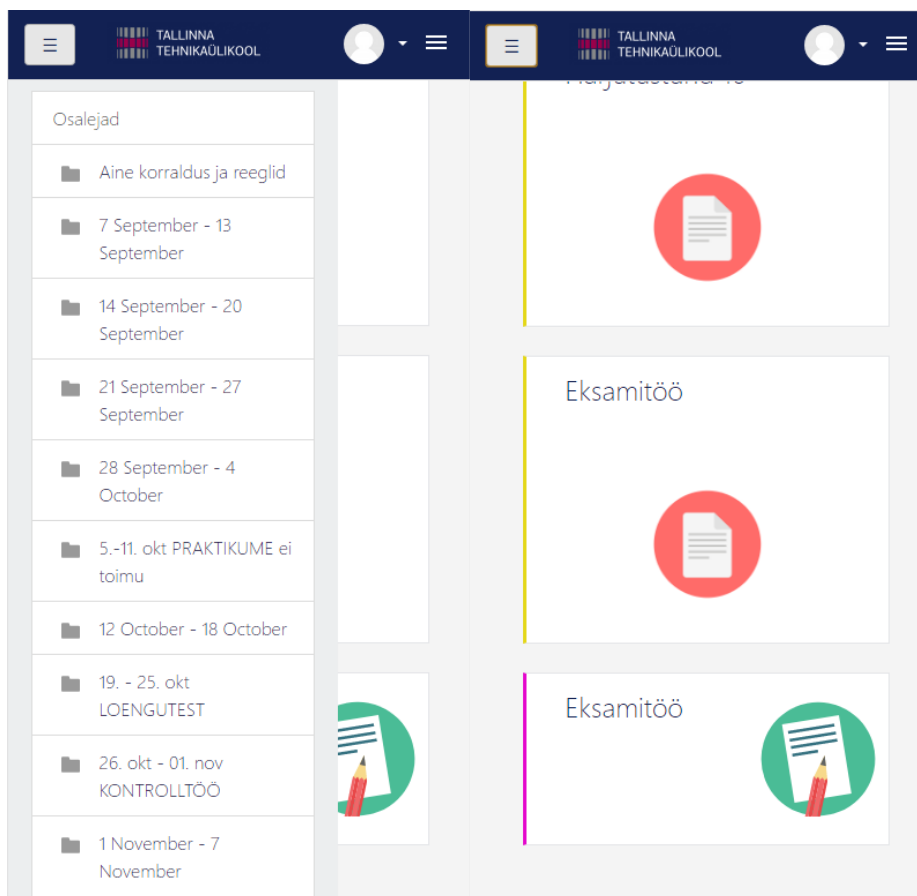 TALLINNA
TEHNIKAÜLIKOOL
Osalejad
Aine korraldus ja reeglid
7 September - 13
September
14 September - 20
September
21 September - 27
September
28 September - 4
October
5.-11. okt PRAKTIKUME ei
toimu
12 October - 18 October
19. - 25. okt
LOENGUTEST
26. okt - 01. nov
KONTROLLTÖÖ
1 November - 7
November
TALLINNA
TEHNIKAÜLIKOOL
Eksamitöö
Eksamitöö